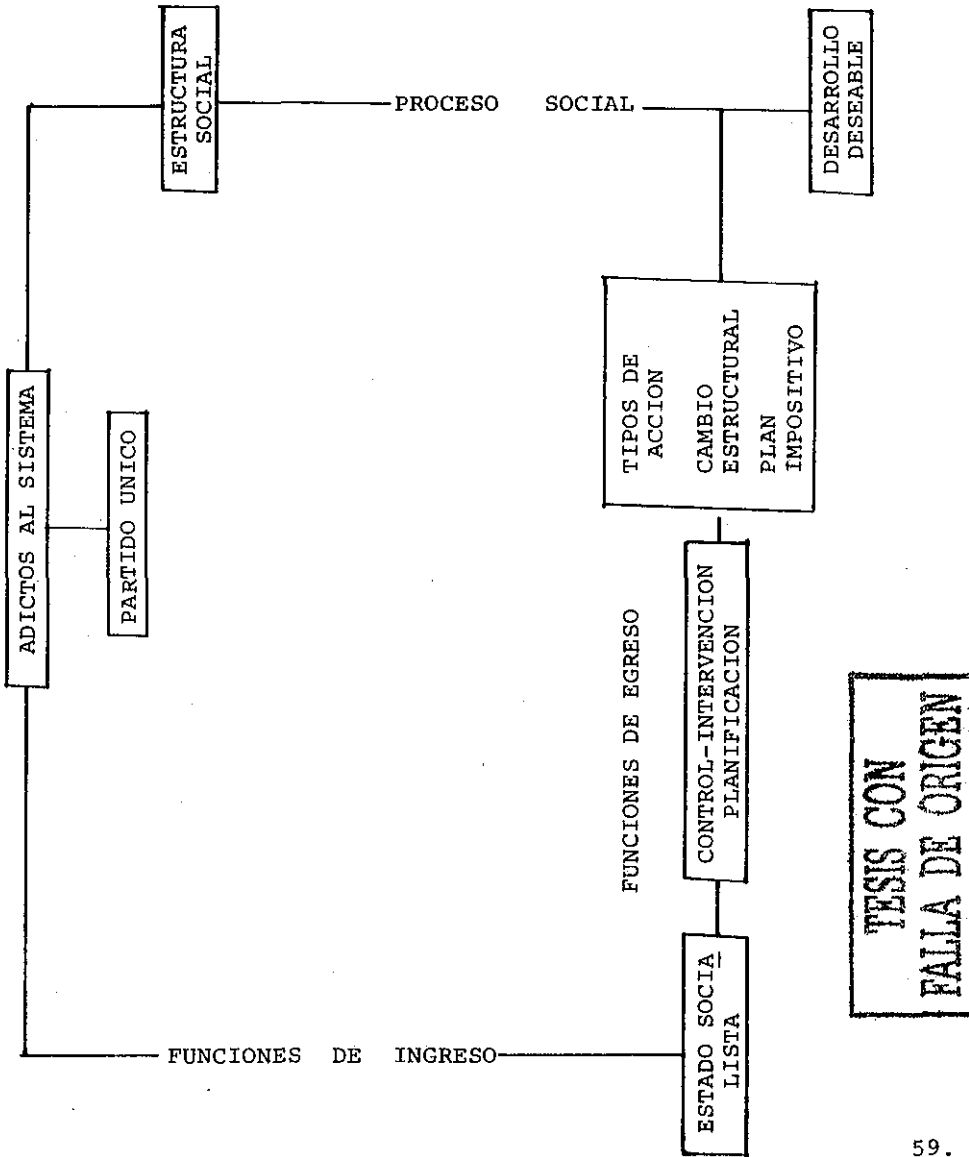 ESTRUCTURA
SOCIAL
PROCESO SOCIAL
DESARROLLO
DESEABLE
ADICTOS AL SISTEMA
PARTIDO UNICO
TIPOS DE
ACCION
CAMBIO
ESTRUCTURAL
PLAN
IMPOSITIVO
FUNCIONES DE EGRESO
CONTROL-INTERVENCION
PLANIFICACION
FUNCIONES DE INGRESO
ESTADO SOCIA
LISTA
TESIS CON
FALLA DE ORIGEN
59.